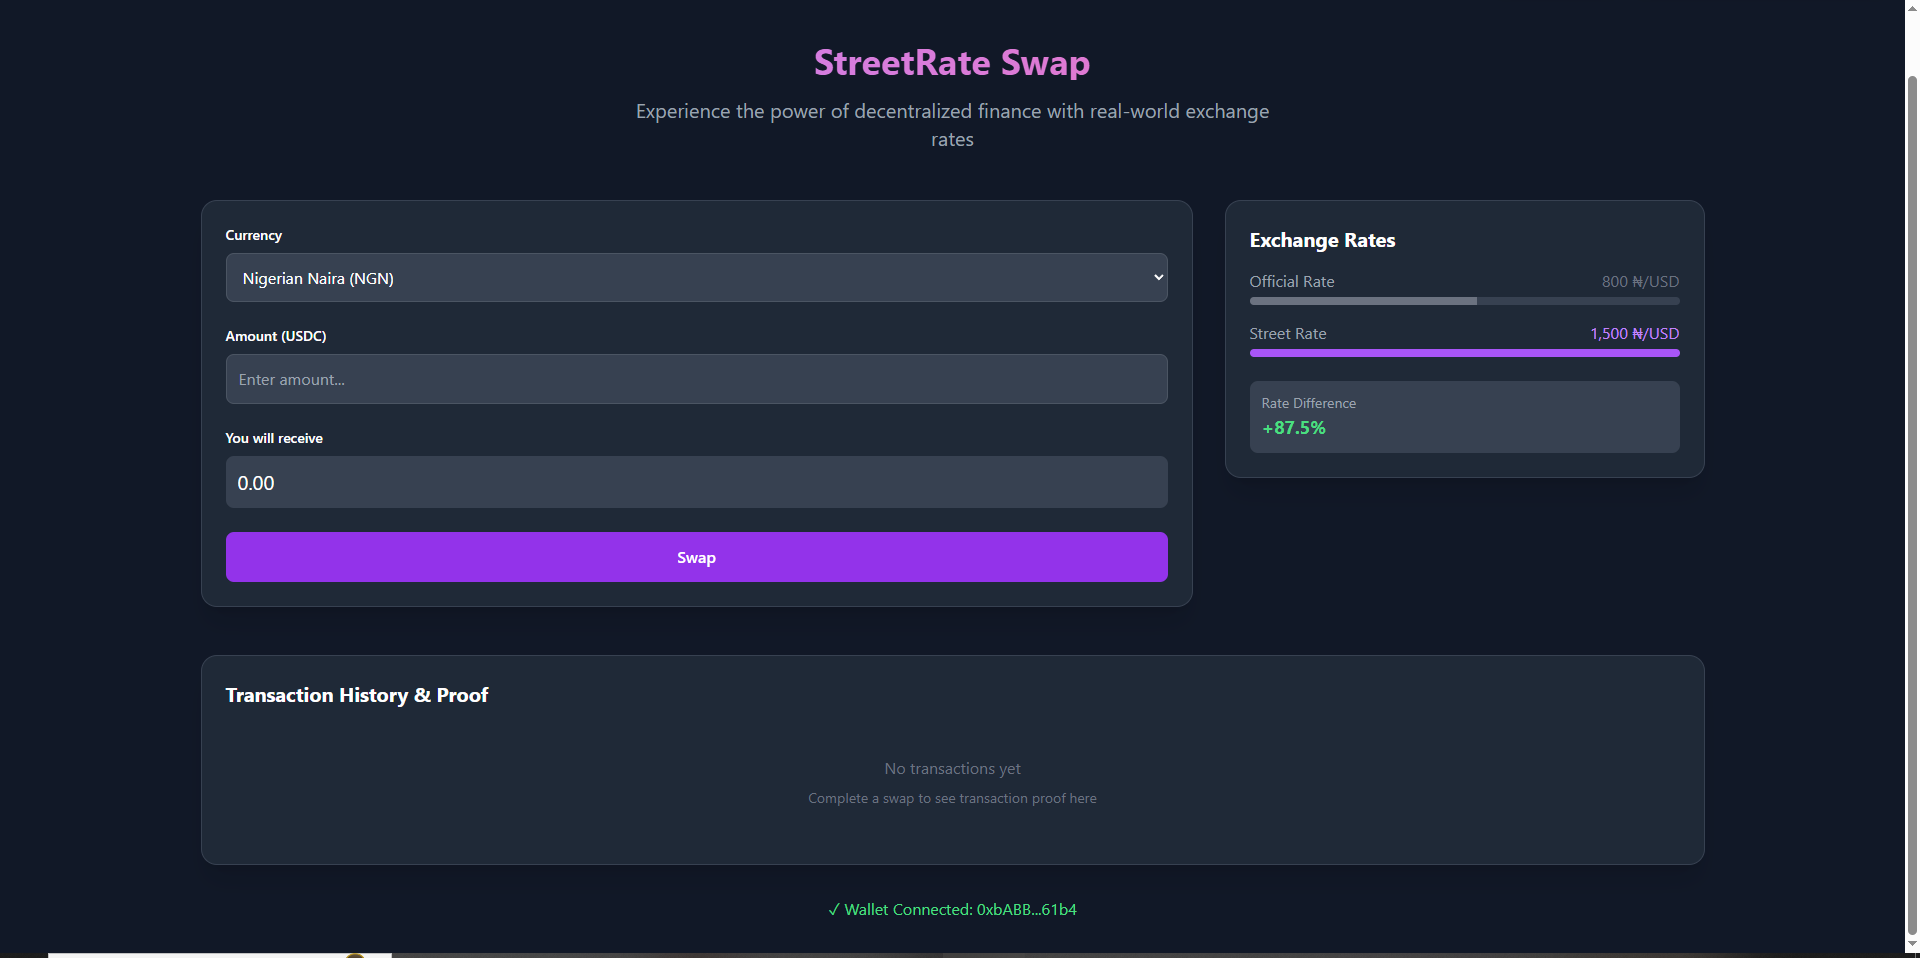 StreetRate Swap
Experience the power of decentralized finance with real-world exchange
rates
Currency
Nigerian Naira (NGN)
Amount (USDC)
Enter amount...
You will receive
0.00
Swap
Exchange Rates
Official Rate 800 ₦/USD
Street Rate 1,500 ₦/USD
Rate Difference
+87.5%
Transaction History & Proof
No transactions yet
Complete a swap to see transaction proof here
✓ Wallet Connected: 0xbABB...61b4